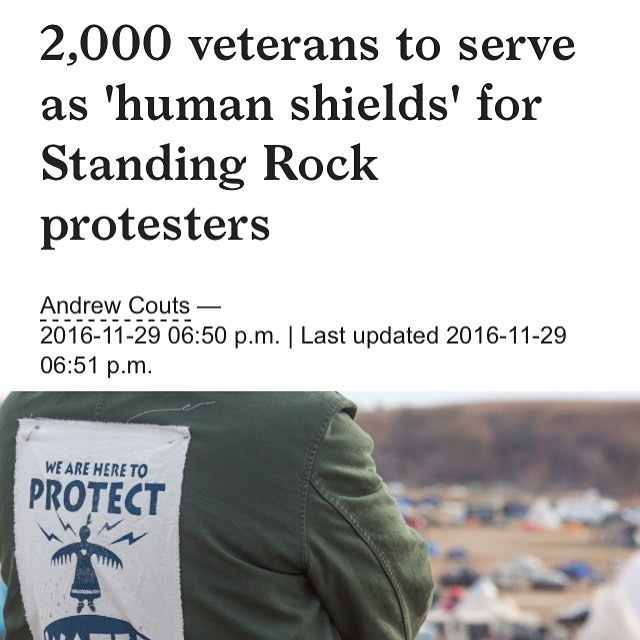 2,000 veterans to serve
as 'human shields' for
Standing Rock
protesters
Andrew Couts —
2016-11-29 06:50 p.m. | Last updated 2016-11-29
06:51 p.m.
WE ARE HERE TO
PROTECT